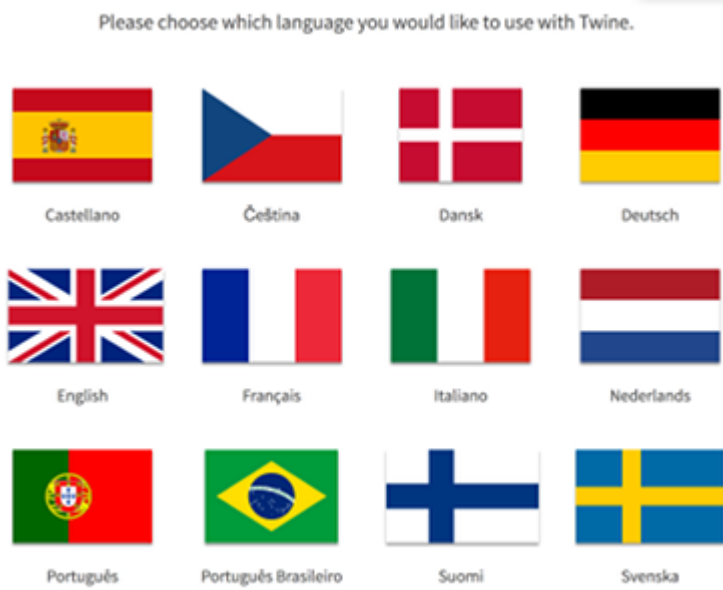 Please choose which language you would like to use with Twine.
Castellano Čeština Dansk Deutsch
English Français Italiano Nederlands
Português Português Brasileiro Suomi Svenska